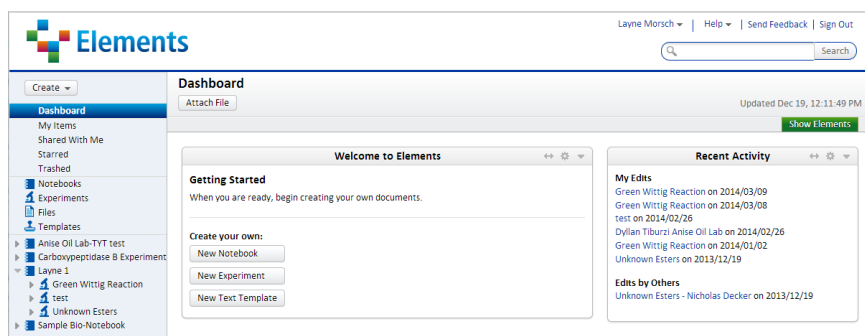 Layne Morsch | Help | Send Feedback | Sign Out
Elements
Search
Create
Dashboard
My Items
Shared With Me
Starred
Trashed
Notebooks
Experiments
Files
Templates
Anise Oil Lab-TYT test
Carboxypeptidase B Experiment
Layne 1
Green Wittig Reaction
test
Unknown Esters
Sample Bio-Notebook
Dashboard
Attach File
Updated Dec 19, 12:11:49 PM
Show Elements
Welcome to Elements
Getting Started
When you are ready, begin creating your own documents.
Create your own:
New Notebook
New Experiment
New Text Template
Recent Activity
My Edits
Green Wittig Reaction on 2014/03/09
Green Wittig Reaction on 2014/03/08
test on 2014/02/26
Dyllan Tiburzi Anise Oil Lab on 2014/02/26
Green Wittig Reaction on 2014/01/02
Unknown Esters on 2013/12/19
Edits by Others
Unknown Esters - Nicholas Decker on 2013/12/19